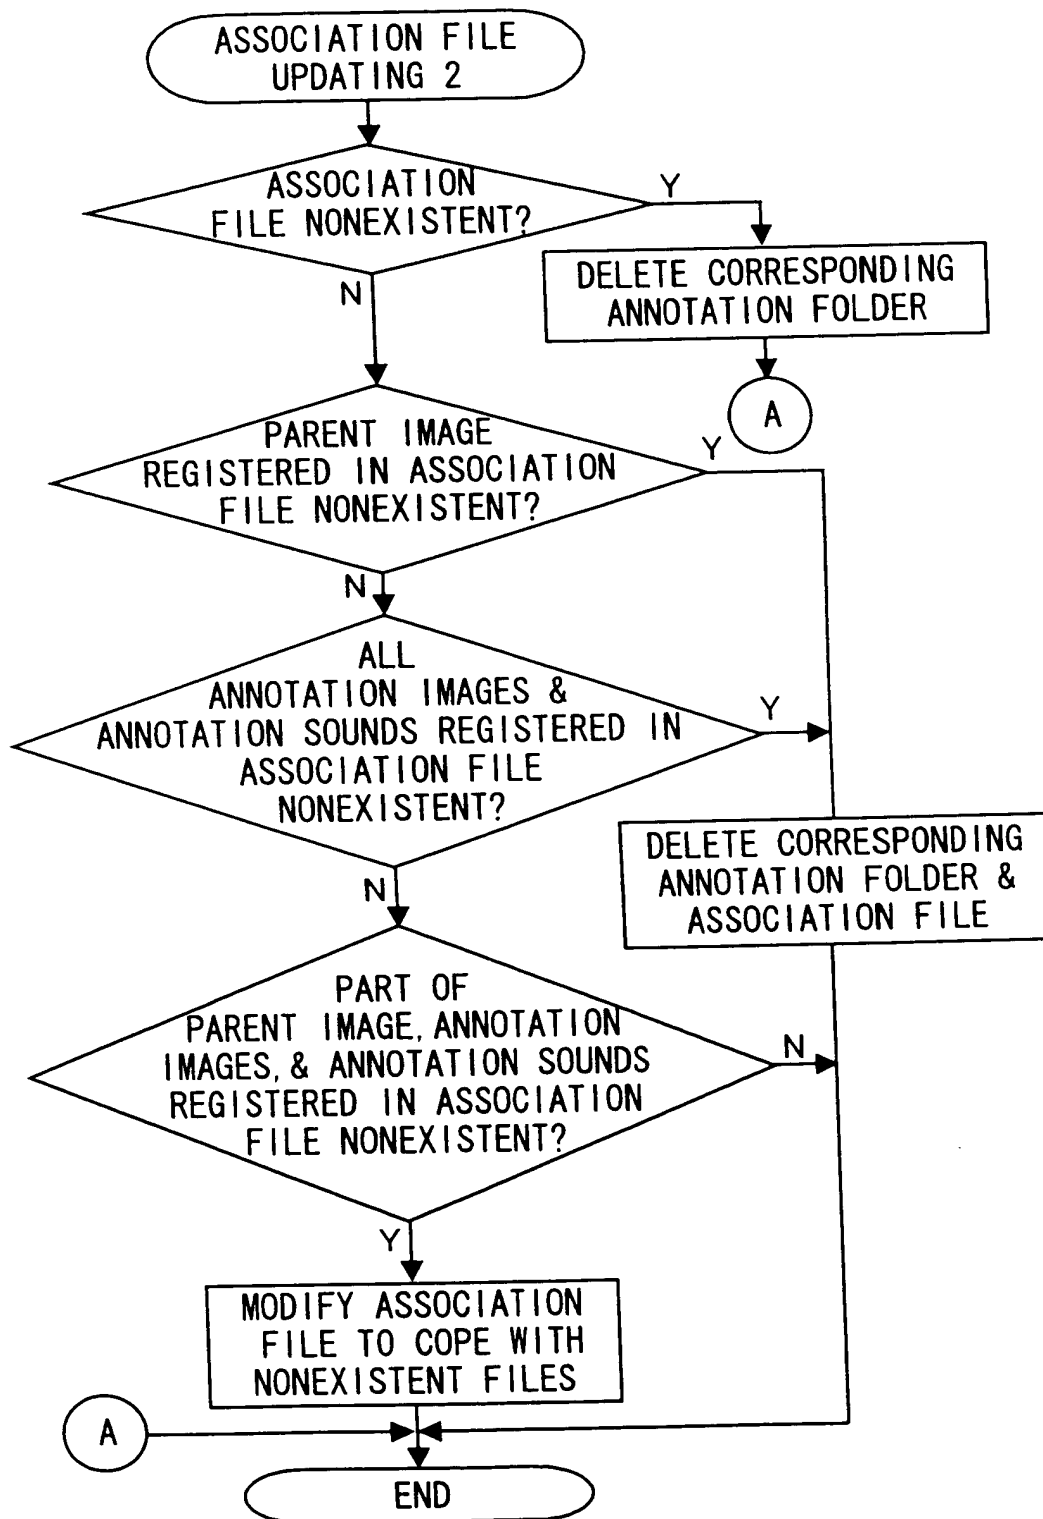 ASSOCIATION FILE
UPDATING 2
ASSOCIATION
FILE NONEXISTENT?
Y
N
DELETE CORRESPONDING
ANNOTATION FOLDER
A
PARENT IMAGE
REGISTERED IN ASSOCIATION
FILE NONEXISTENT?
Y
N
ALL
ANNOTATION IMAGES &
ANNOTATION SOUNDS REGISTERED IN
ASSOCIATION FILE
NONEXISTENT?
Y
N
DELETE CORRESPONDING
ANNOTATION FOLDER &
ASSOCIATION FILE
PART OF
PARENT IMAGE, ANNOTATION
IMAGES, & ANNOTATION SOUNDS
REGISTERED IN ASSOCIATION
FILE NONEXISTENT?
N
Y
MODIFY ASSOCIATION
FILE TO COPE WITH
NONEXISTENT FILES
A
END